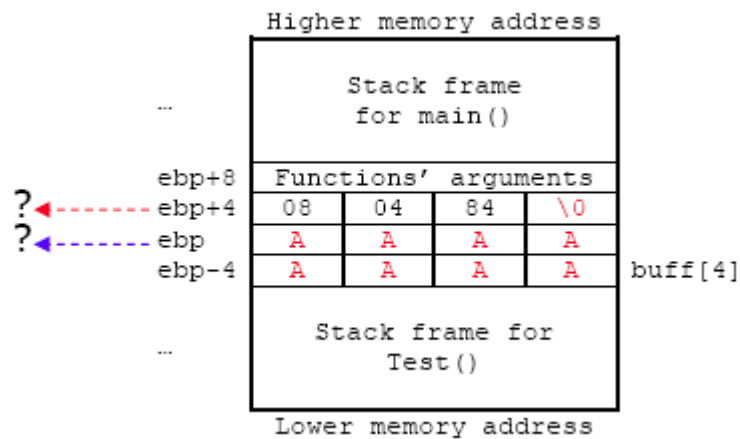 Higher memory address
Stack frame
for main()
…
ebp+8 Functions' arguments
? ebp+4 08 04 84 \0
? ebp A A A A
ebp-4 A A A A buff[4]
Stack frame for
Test()
…
Lower memory address